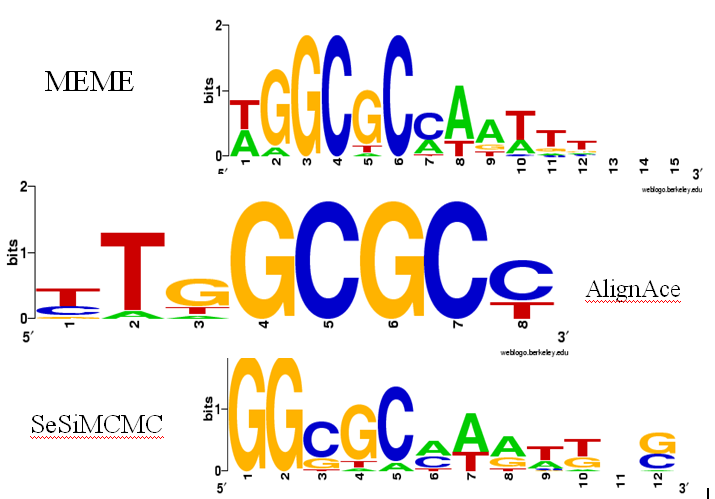 MEME
2
1
0
bits
T G G C G C C A A T T T
A A T A A T G A G
5′ 1 2 3 4 5 6 7 8 9 10 11 12 13 14 15 3′
weblogo.berkeley.edu
2
1
0
bits
T T G G C G C C
C A T T
A
5′ 1 2 3 4 5 6 7 8 3′
weblogo.berkeley.edu
AlignAce
SeSiMCMC
1
0
bits
G G C G C A A A T T G
G T A C T G A G C
5′ 1 2 3 4 5 6 7 8 9 10 11 12 3′